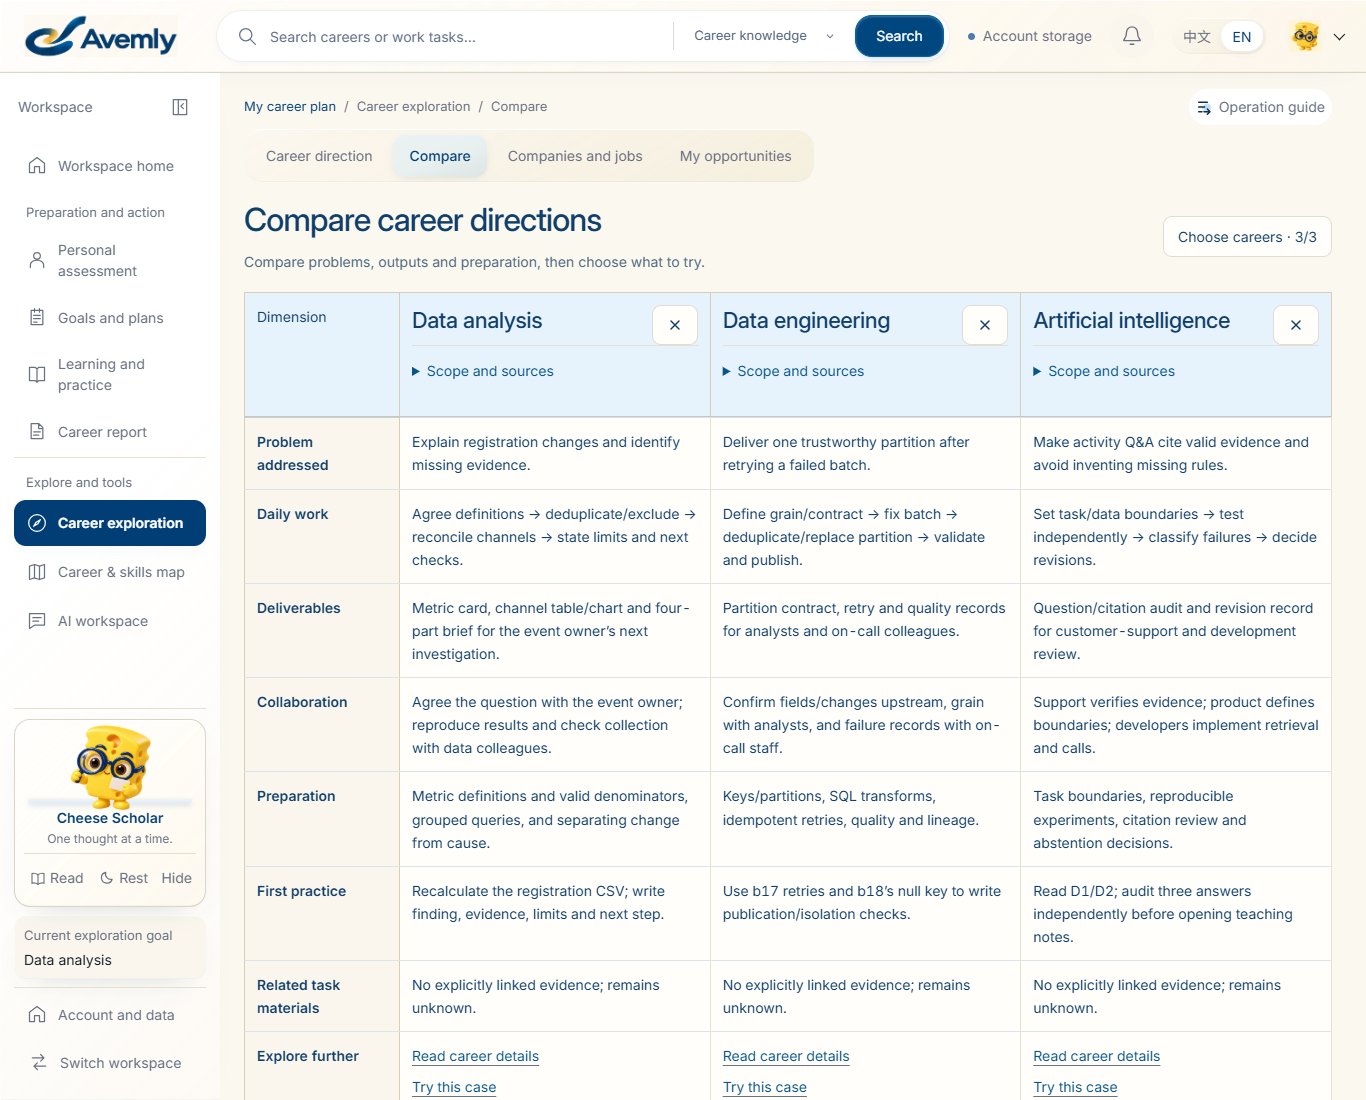 Avemly
Search careers or work tasks...
Career knowledge
Search
Account storage
中文
EN
Workspace
Workspace home
Preparation and action
Personal
assessment
Goals and plans
Learning and
practice
Career report
Explore and tools
Career exploration
Career & skills map
AI workspace
Cheese Scholar
One thought at a time.
Read
Rest
Hide
Current exploration goal
Data analysis
Account and data
Switch workspace
My career plan / Career exploration / Compare
Operation guide
Career direction
Compare
Companies and jobs
My opportunities
Compare career directions
Compare problems, outputs and preparation, then choose what to try.
Choose careers · 3/3
Dimension
Data analysis
×
Scope and sources
Data engineering
×
Scope and sources
Artificial intelligence
×
Scope and sources
Problem
addressed
Explain registration changes and identify
missing evidence.
Deliver one trustworthy partition after
retrying a failed batch.
Make activity Q&A cite valid evidence and
avoid inventing missing rules.
Daily work
Agree definitions → deduplicate/exclude →
reconcile channels → state limits and next
checks.
Define grain/contract → fix batch →
deduplicate/replace partition → validate
and publish.
Set task/data boundaries → test
independently → classify failures → decide
revisions.
Deliverables
Metric card, channel table/chart and four-
part brief for the event owner's next
investigation.
Partition contract, retry and quality records
for analysts and on-call colleagues.
Question/citation audit and revision record
for customer-support and development
review.
Collaboration
Agree the question with the event owner;
reproduce results and check collection
with data colleagues.
Confirm fields/changes upstream, grain
with analysts, and failure records with on-
call staff.
Support verifies evidence; product defines
boundaries; developers implement retrieval
and calls.
Preparation
Metric definitions and valid denominators,
grouped queries, and separating change
from cause.
Keys/partitions, SQL transforms,
idempotent retries, quality and lineage.
Task boundaries, reproducible
experiments, citation review and
abstention decisions.
First practice
Recalculate the registration CSV; write
finding, evidence, limits and next step.
Use b17 retries and b18's null key to write
publication/isolation checks.
Read D1/D2; audit three answers
independently before opening teaching
notes.
Related task
materials
No explicitly linked evidence; remains
unknown.
No explicitly linked evidence; remains
unknown.
No explicitly linked evidence; remains
unknown.
Explore further
Read career details
Try this case
Read career details
Try this case
Read career details
Try this case